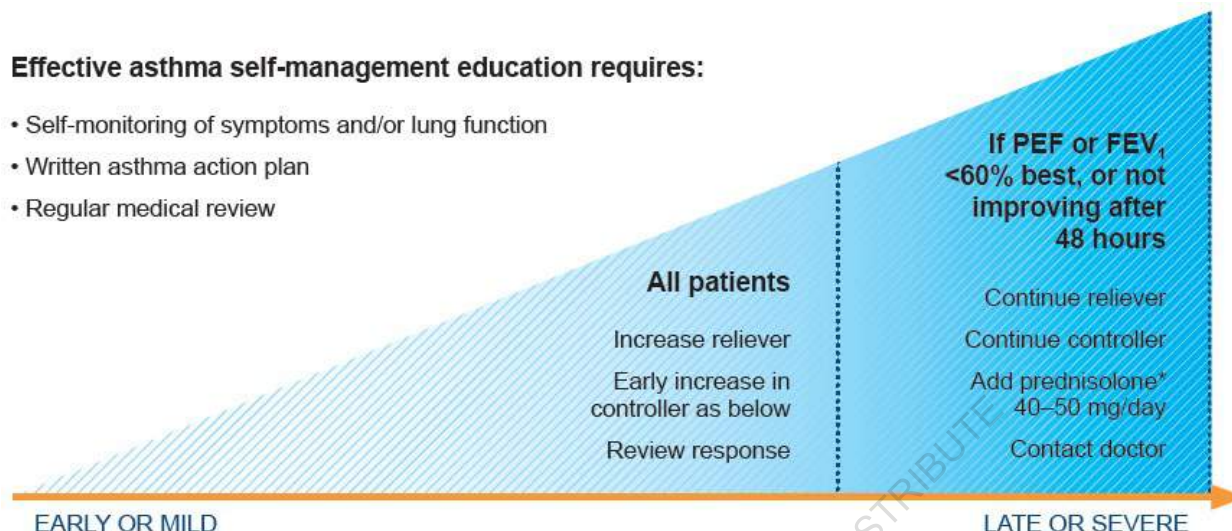 Effective asthma self-management education requires:
• Self-monitoring of symptoms and/or lung function
• Written asthma action plan
• Regular medical review
All patients
Increase reliever
Early increase in
controller as below
Review response
If PEF or FEV₁
<60% best, or not
improving after
48 hours
Continue reliever
Continue controller
Add prednisolone*
40–50 mg/day
Contact doctor
EARLY OR MILD
LATE OR SEVERE